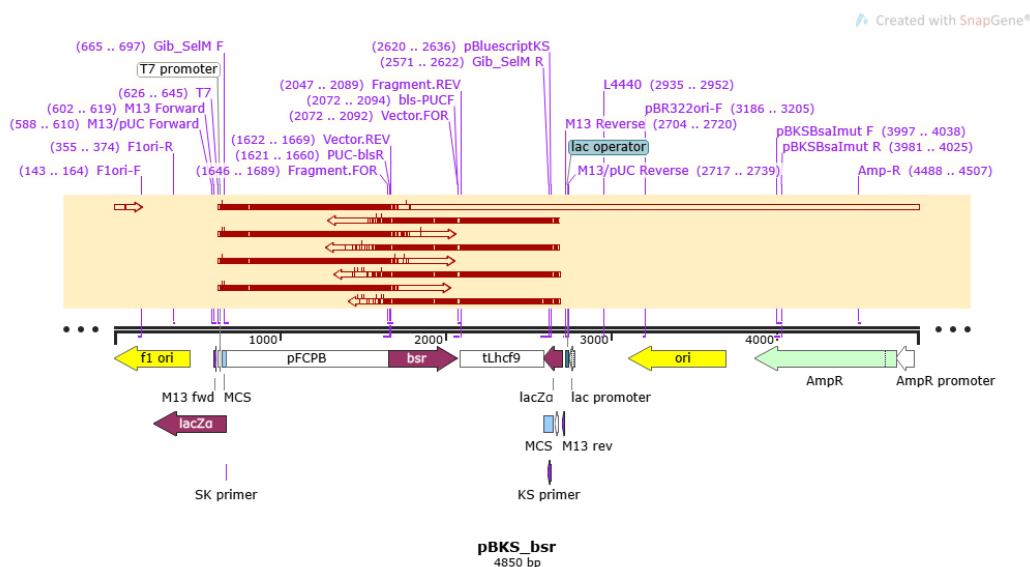 Created with SnapGene®
(665 .. 697) Gib_SelM F
(2620 .. 2636) pBluescriptKS
(2571 .. 2622) Gib_SelM R
T7 promoter
(2047 .. 2089) Fragment.REV
L4440 (2935 .. 2952)
(626 .. 645) T7
(2072 .. 2094) bls-PUCF
(602 .. 619) M13 Forward
(2072 .. 2092) Vector.FOR
pBR322ori-F (3186 .. 3205)
(588 .. 610) M13/pUC Forward
M13 Reverse (2704 .. 2720)
(1622 .. 1669) Vector.REV
pBKSBsaImut F (3997 .. 4038)
(355 .. 374) F1ori-R
(1621 .. 1660) PUC-blsR
lac operator
pBKSBsaImut R (3981 .. 4025)
(143 .. 164) F1ori-F
(1646 .. 1689) Fragment.FOR
M13/pUC Reverse (2717 .. 2739)
Amp-R (4488 .. 4507)
1000
2000
3000
4000
f1 ori
pFCPB
bsr
tLhcf9
ori
AmpR
AmpR promoter
M13 fwd
MCS
lacZα
lac promoter
lacZα
MCS
M13 rev
SK primer
KS primer
pBKS_bsr
4850 bp